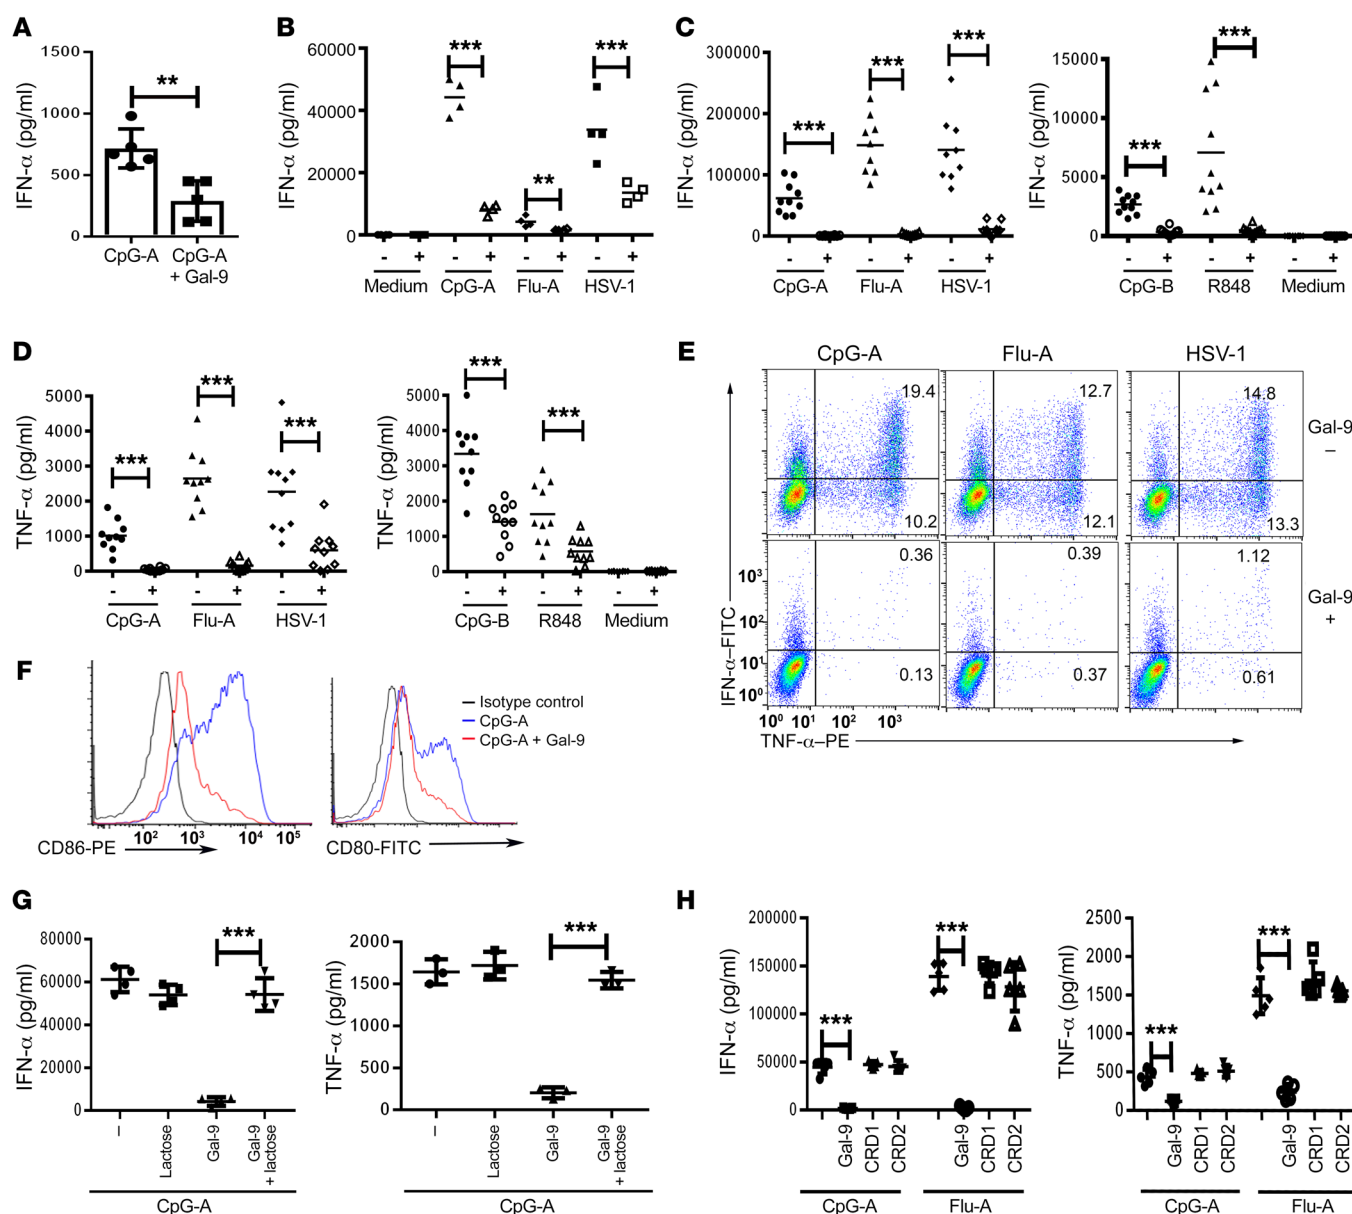 A
IFN-α (pg/ml)
1500
1000
500
0
**
CpG-A
CpG-A
+ Gal-9
B
IFN-α (pg/ml)
60000
40000
20000
0
***
**
***
- + - + - + - +
Medium CpG-A Flu-A HSV-1
C
IFN-α (pg/ml)
300000
200000
100000
0
***
***
***
- + - + - +
CpG-A Flu-A HSV-1
IFN-α (pg/ml)
15000
10000
5000
0
***
***
- + - + - +
CpG-B R848 Medium
D
TNF-α (pg/ml)
5000
4000
3000
2000
1000
0
***
***
***
- + - + - +
CpG-A Flu-A HSV-1
TNF-α (pg/ml)
5000
4000
3000
2000
1000
0
***
***
- + - + - +
CpG-B R848 Medium
E
CpG-A Flu-A HSV-1
19.4 12.7 14.8
10.2 12.1 13.3
Gal-9
–
0.36 0.39 1.12
0.13 0.37 0.61
Gal-9
+
IFN-α–FITC
10³
10²
10¹
10⁰
10⁰ 10¹ 10² 10³
TNF-α–PE
F
Isotype control
CpG-A
CpG-A + Gal-9
10² 10³ 10⁴ 10⁵
CD86-PE
CD80-FITC
G
IFN-α (pg/ml)
80000
60000
40000
20000
0
***
–
Lactose
Gal-9
Gal-9
+ lactose
CpG-A
TNF-α (pg/ml)
2000
1500
1000
500
0
***
–
Lactose
Gal-9
Gal-9
+ lactose
CpG-A
H
IFN-α (pg/ml)
200000
150000
100000
50000
0
***
***
Gal-9
CRD1
CRD2
Gal-9
CRD1
CRD2
CpG-A Flu-A
TNF-α (pg/ml)
2500
2000
1500
1000
500
0
***
***
Gal-9
CRD1
CRD2
Gal-9
CRD1
CRD2
CpG-A Flu-A